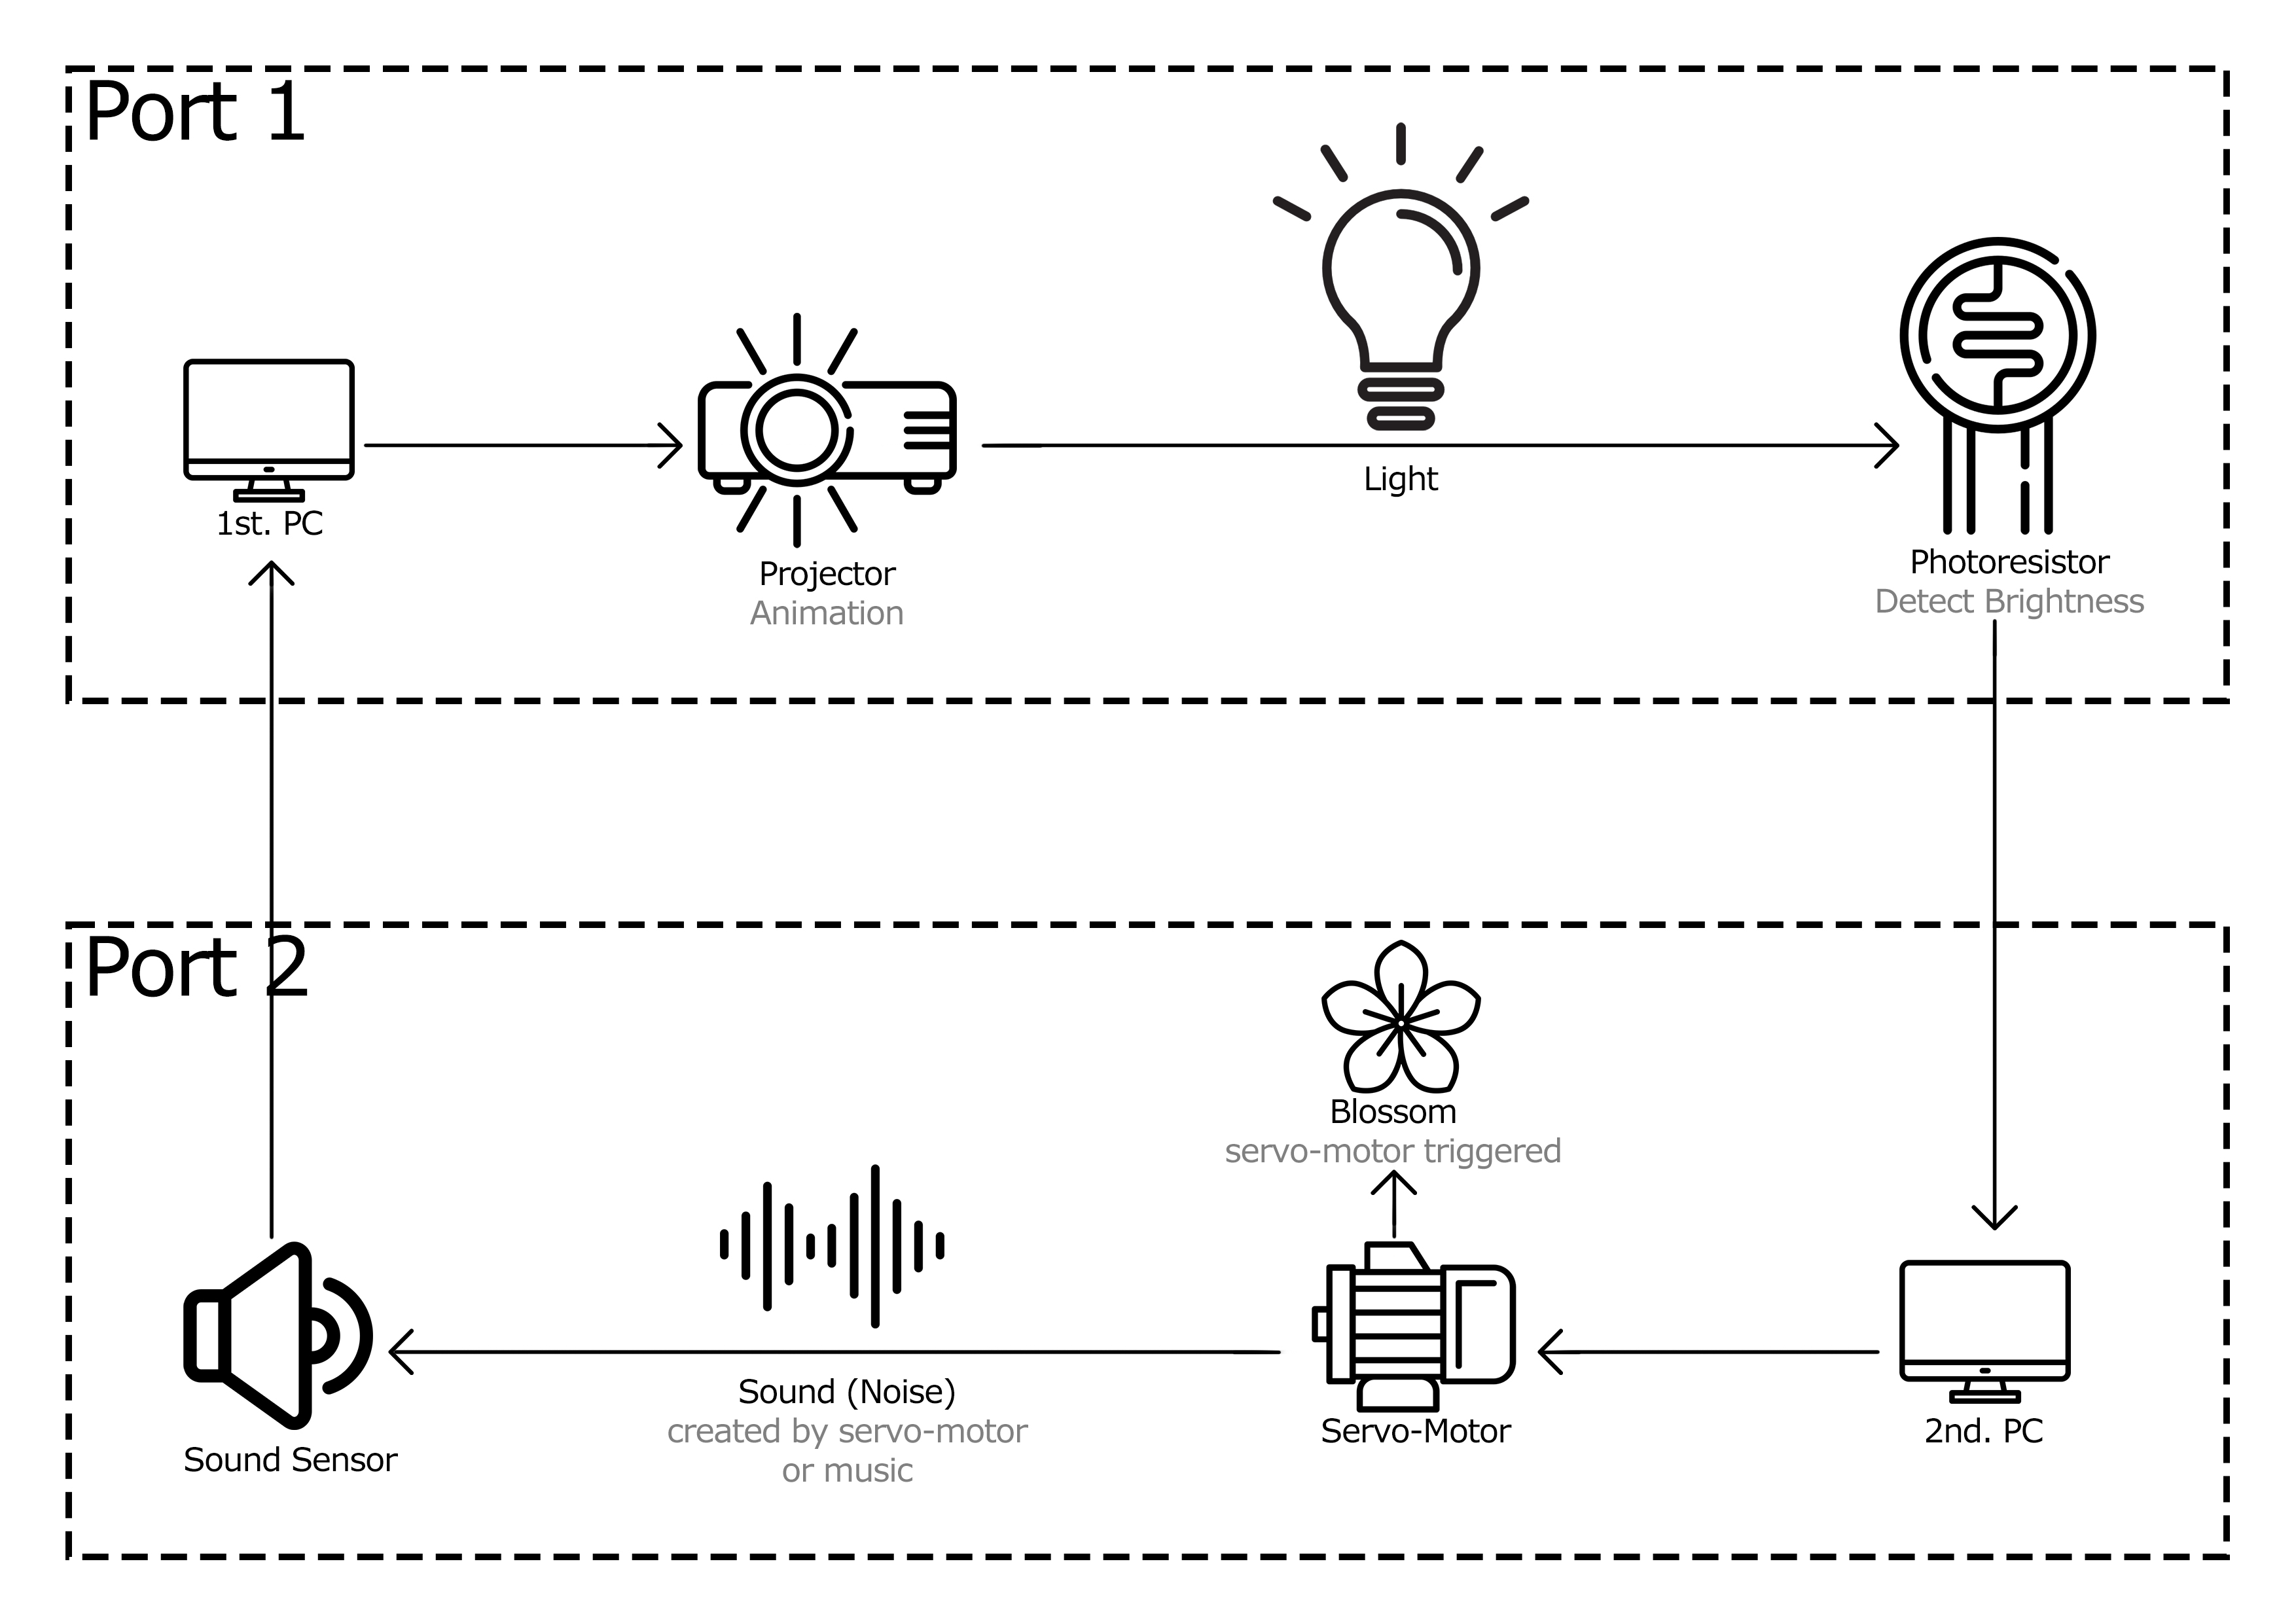 Port 1
1st. PC
Projector
Animation
Light
Photoresistor
Detect Brightness
Port 2
Blossom
servo-motor triggered
Sound Sensor
Sound (Noise)
created by servo-motor
or music
Servo-Motor
2nd. PC